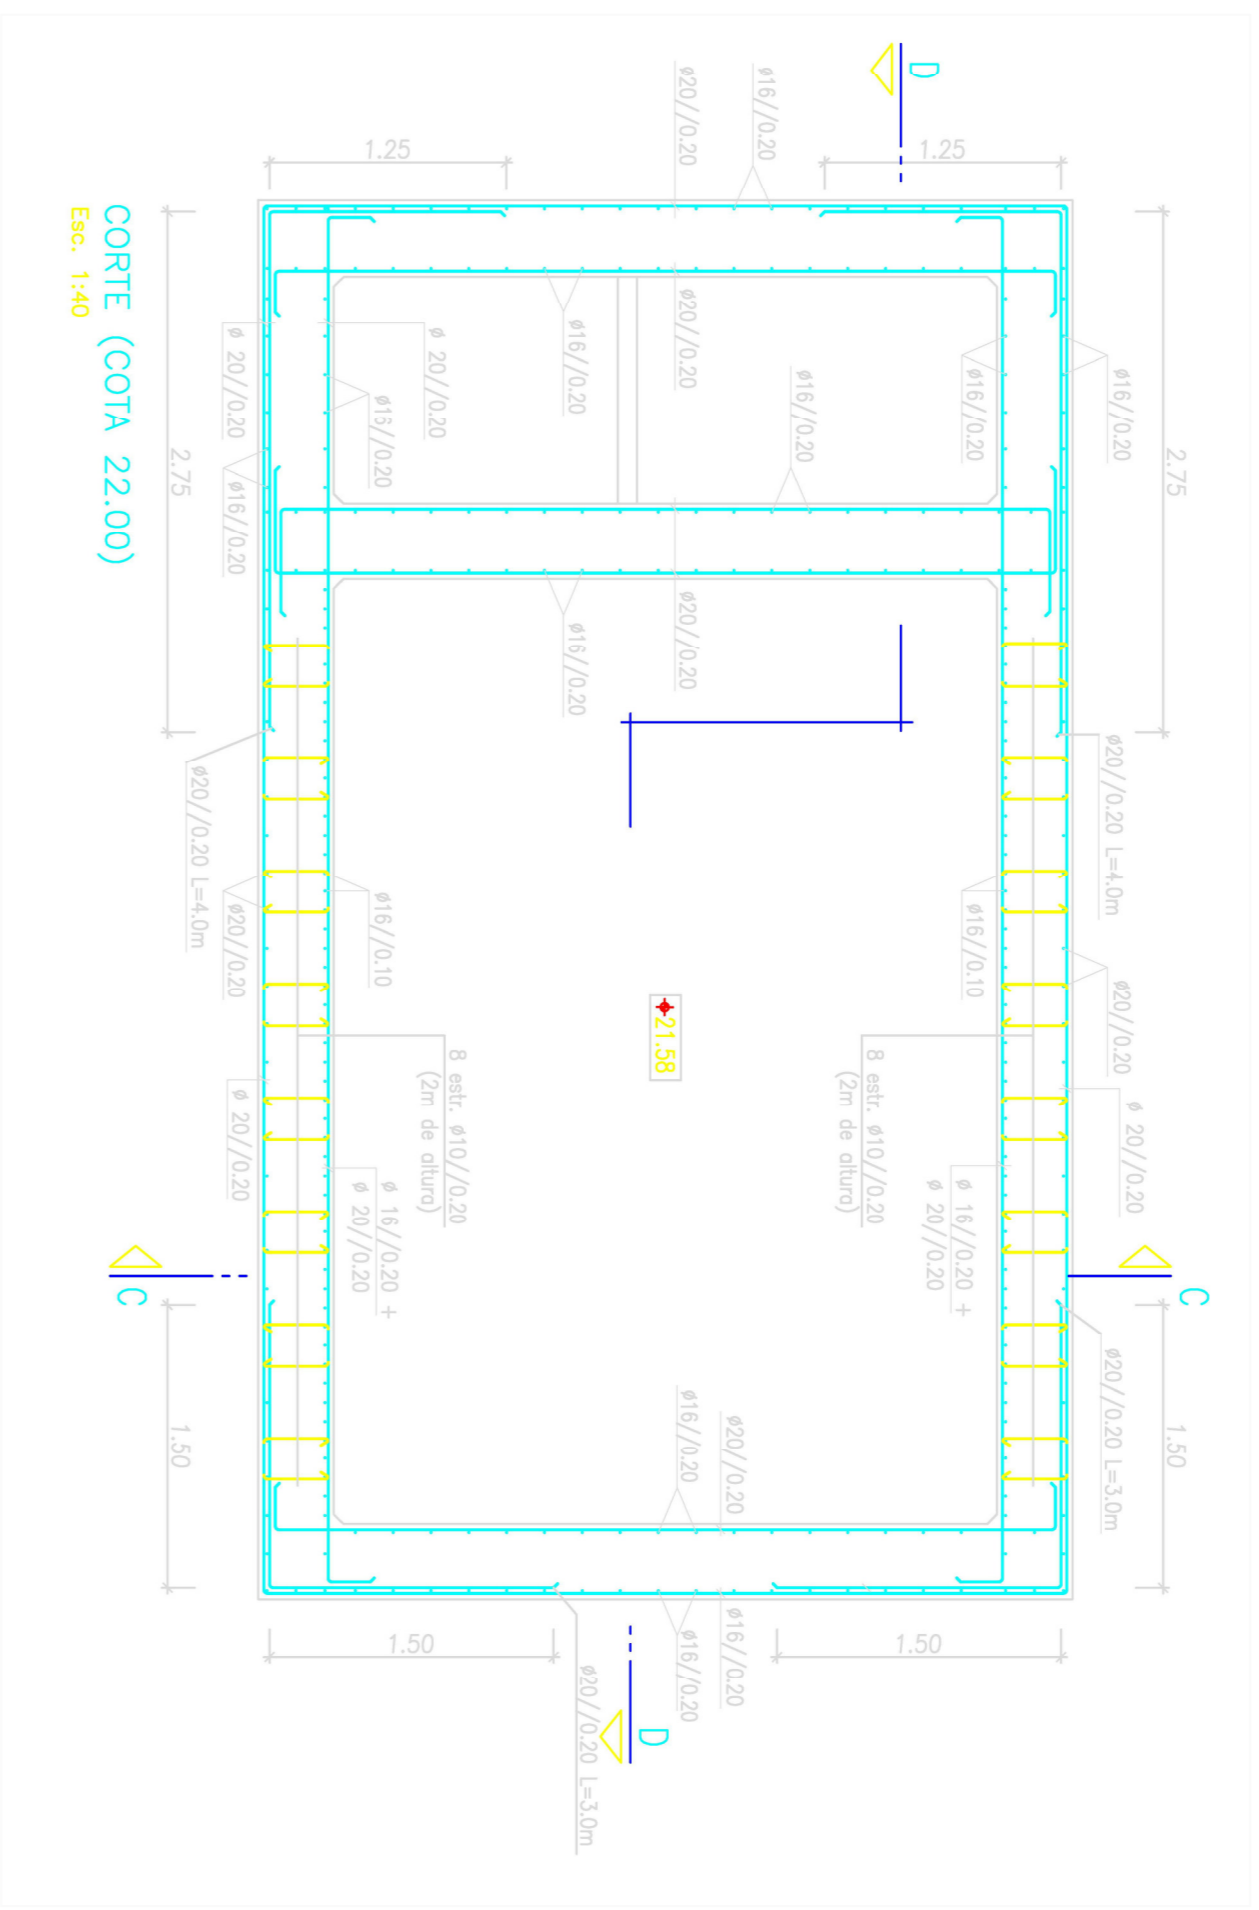 C
2.75
1.50
ø 20//0.20
ø16//0.20
ø20//0.20 L=4.0m
ø20//0.20
ø20//0.20 L=3.0m
ø16//0.20
ø16//0.10
ø 16//0.20 +
ø 20//0.20
1.25
D
1.50
8 estr. ø10//0.20
(2m de altura)
ø16//0.20
ø16//0.20
ø20//0.20
ø16//0.20
ø20//0.20
ø20//0.20
ø20//0.20
ø16//0.20
ø16//0.20
21.58
D
ø20//0.20 L=3.0m
ø16//0.20
ø16//0.20
8 estr. ø10//0.20
(2m de altura)
ø 20//0.20
1.50
1.25
ø16//0.20
ø16//0.10
ø 16//0.20 +
ø 20//0.20
ø 20//0.20
ø16//0.20
ø20//0.20
ø 20//0.20
ø20//0.20 L=4.0m
2.75
1.50
C
CORTE (COTA 22.00)
Esc. 1:40